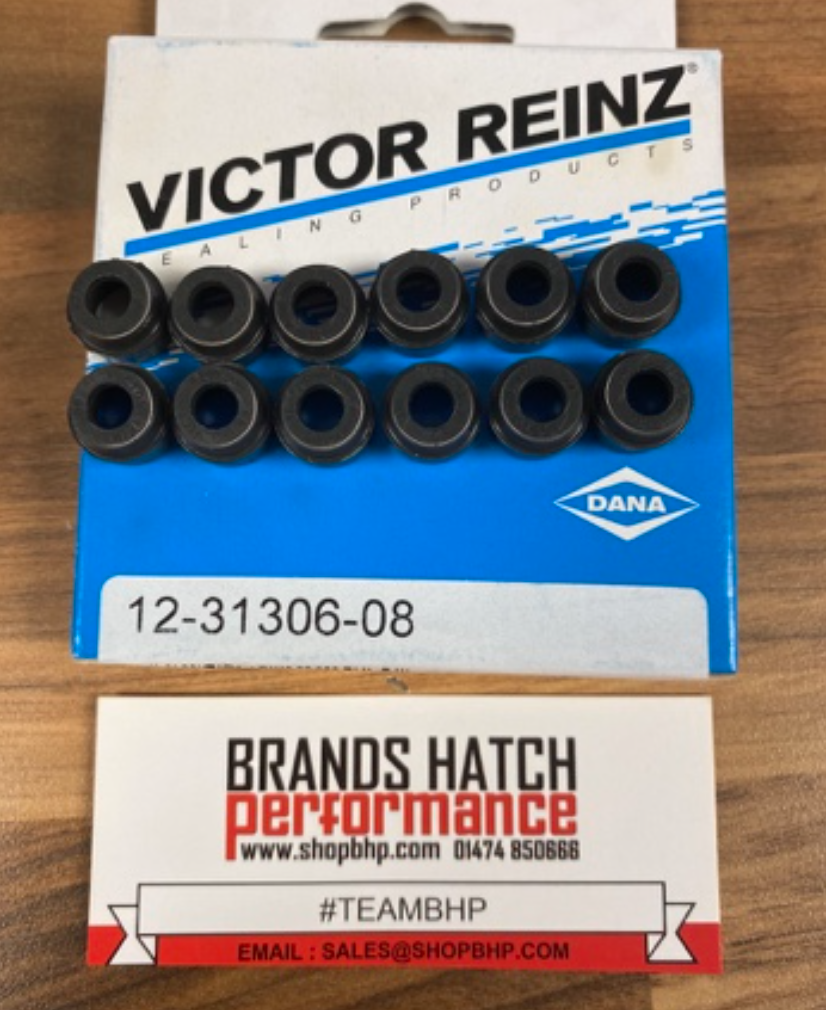 VICTOR REINZ®
EALING PRODUCTS
DANA
12-31306-08
BRANDS HATCH
performance
www.shopbhp.com 01474 850666
#TEAMBHP
EMAIL : SALES@SHOPBHP.COM